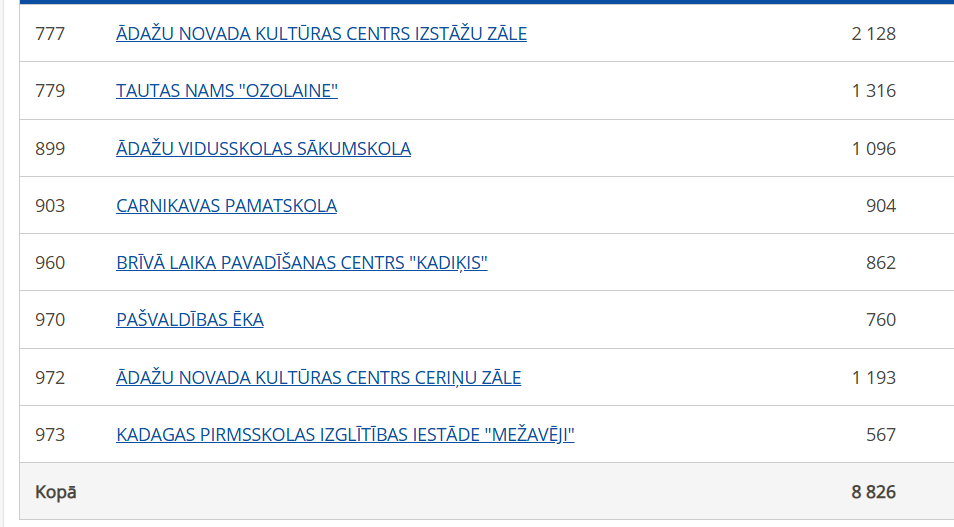 777 ĀDAŽU NOVADA KULTŪRAS CENTRS IZSTĀŽU ZĀLE 2 128
779 TAUTAS NAMS "OZOLAINE" 1 316
899 ĀDAŽU VIDUSSKOLAS SĀKUMSKOLA 1 096
903 CARNIKAVAS PAMATSKOLA 904
960 BRĪVĀ LAIKA PAVADĪŠANAS CENTRS "KADIĶIS" 862
970 PAŠVALDĪBAS ĒKA 760
972 ĀDAŽU NOVADA KULTŪRAS CENTRS CERIŅU ZĀLE 1 193
973 KADAGAS PIRMSSKOLAS IZGLĪTĪBAS IESTĀDE "MEŽAVĒJI" 567
Kopā 8 826